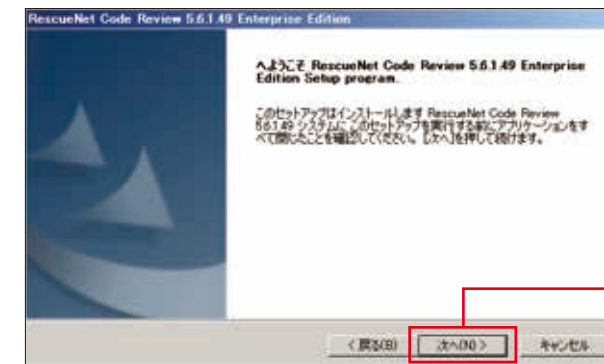 RescueNet Code Review 5.6.1.49 Enterprise Edition
へようこそ RescueNet Code Review 5.6.1.49 Enterprise
Edition Setup program.
このセットアップはインストールします RescueNet Code Review
5.6.1.49 システムに このセットアップを実行する前にアプリケーションをす
べて閉じたことを確認してください。 [次へ]を押して続けます。
< 戻る(B)
次へ(N) >
キャンセル